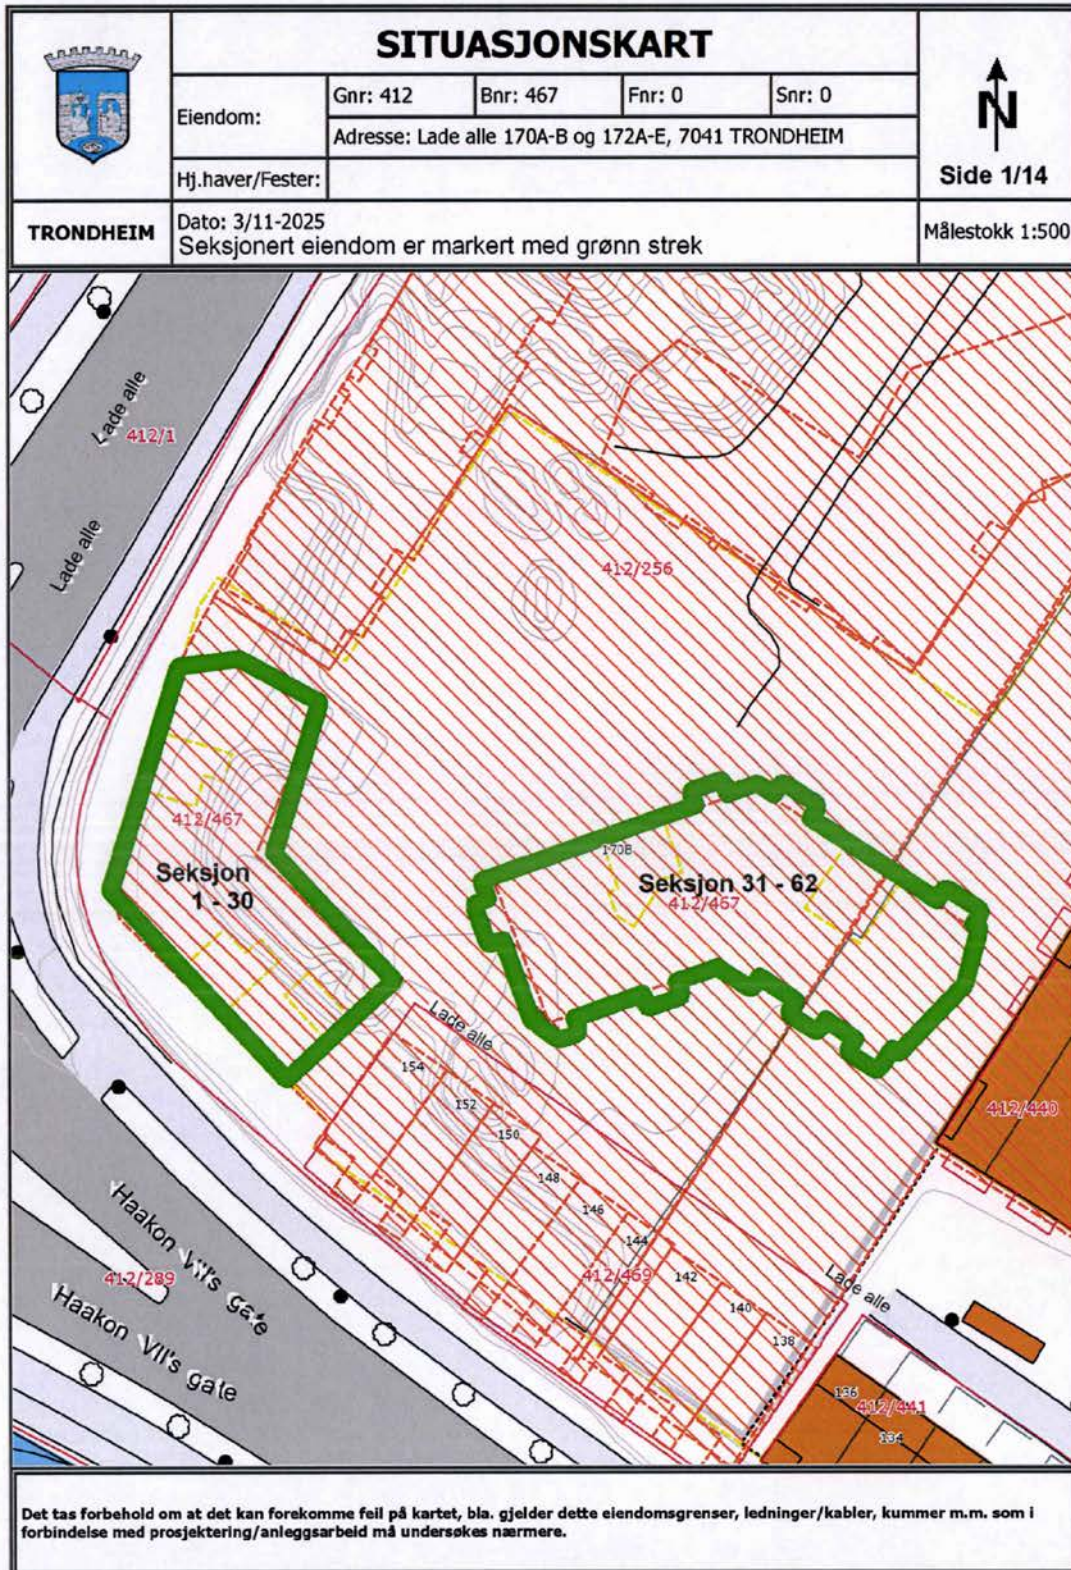 SITUASJONSKART
Eiendom:
Gnr: 412
Bnr: 467
Fnr: 0
Snr: 0
Adresse: Lade alle 170A-B og 172A-E, 7041 TRONDHEIM
Hj.haver/Fester:
N
Side 1/14
TRONDHEIM
Dato: 3/11-2025
Seksjonert eiendom er markert med grønn strek
Målestokk 1:500
Lade alle
412/1
Lade alle
412/256
412/467
Seksjon
1 - 30
170B
Seksjon 31 - 62
412/467
Lade alle
154
152
150
148
146
144
142
140
138
412/469
412/440
Lade alle
136
412/441
134
Haakon VII's gate
412/289
Haakon VII's gate
Det tas forbehold om at det kan forekomme feil på kartet, bla. gjelder dette eiendomsgrenser, ledninger/kabler, kummer m.m. som i
forbindelse med prosjektering/anleggsarbeid må undersøkes nærmere.